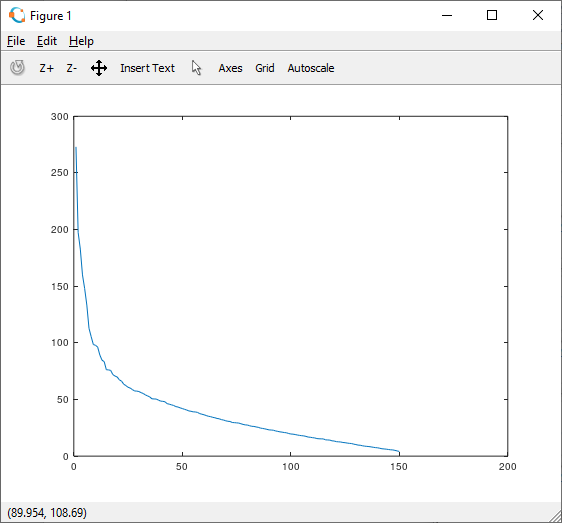 Figure 1
File Edit Help
Z+ Z- Insert Text Axes Grid Autoscale
300
250
200
150
100
50
0
0 50 100 150 200
(89.954, 108.69)